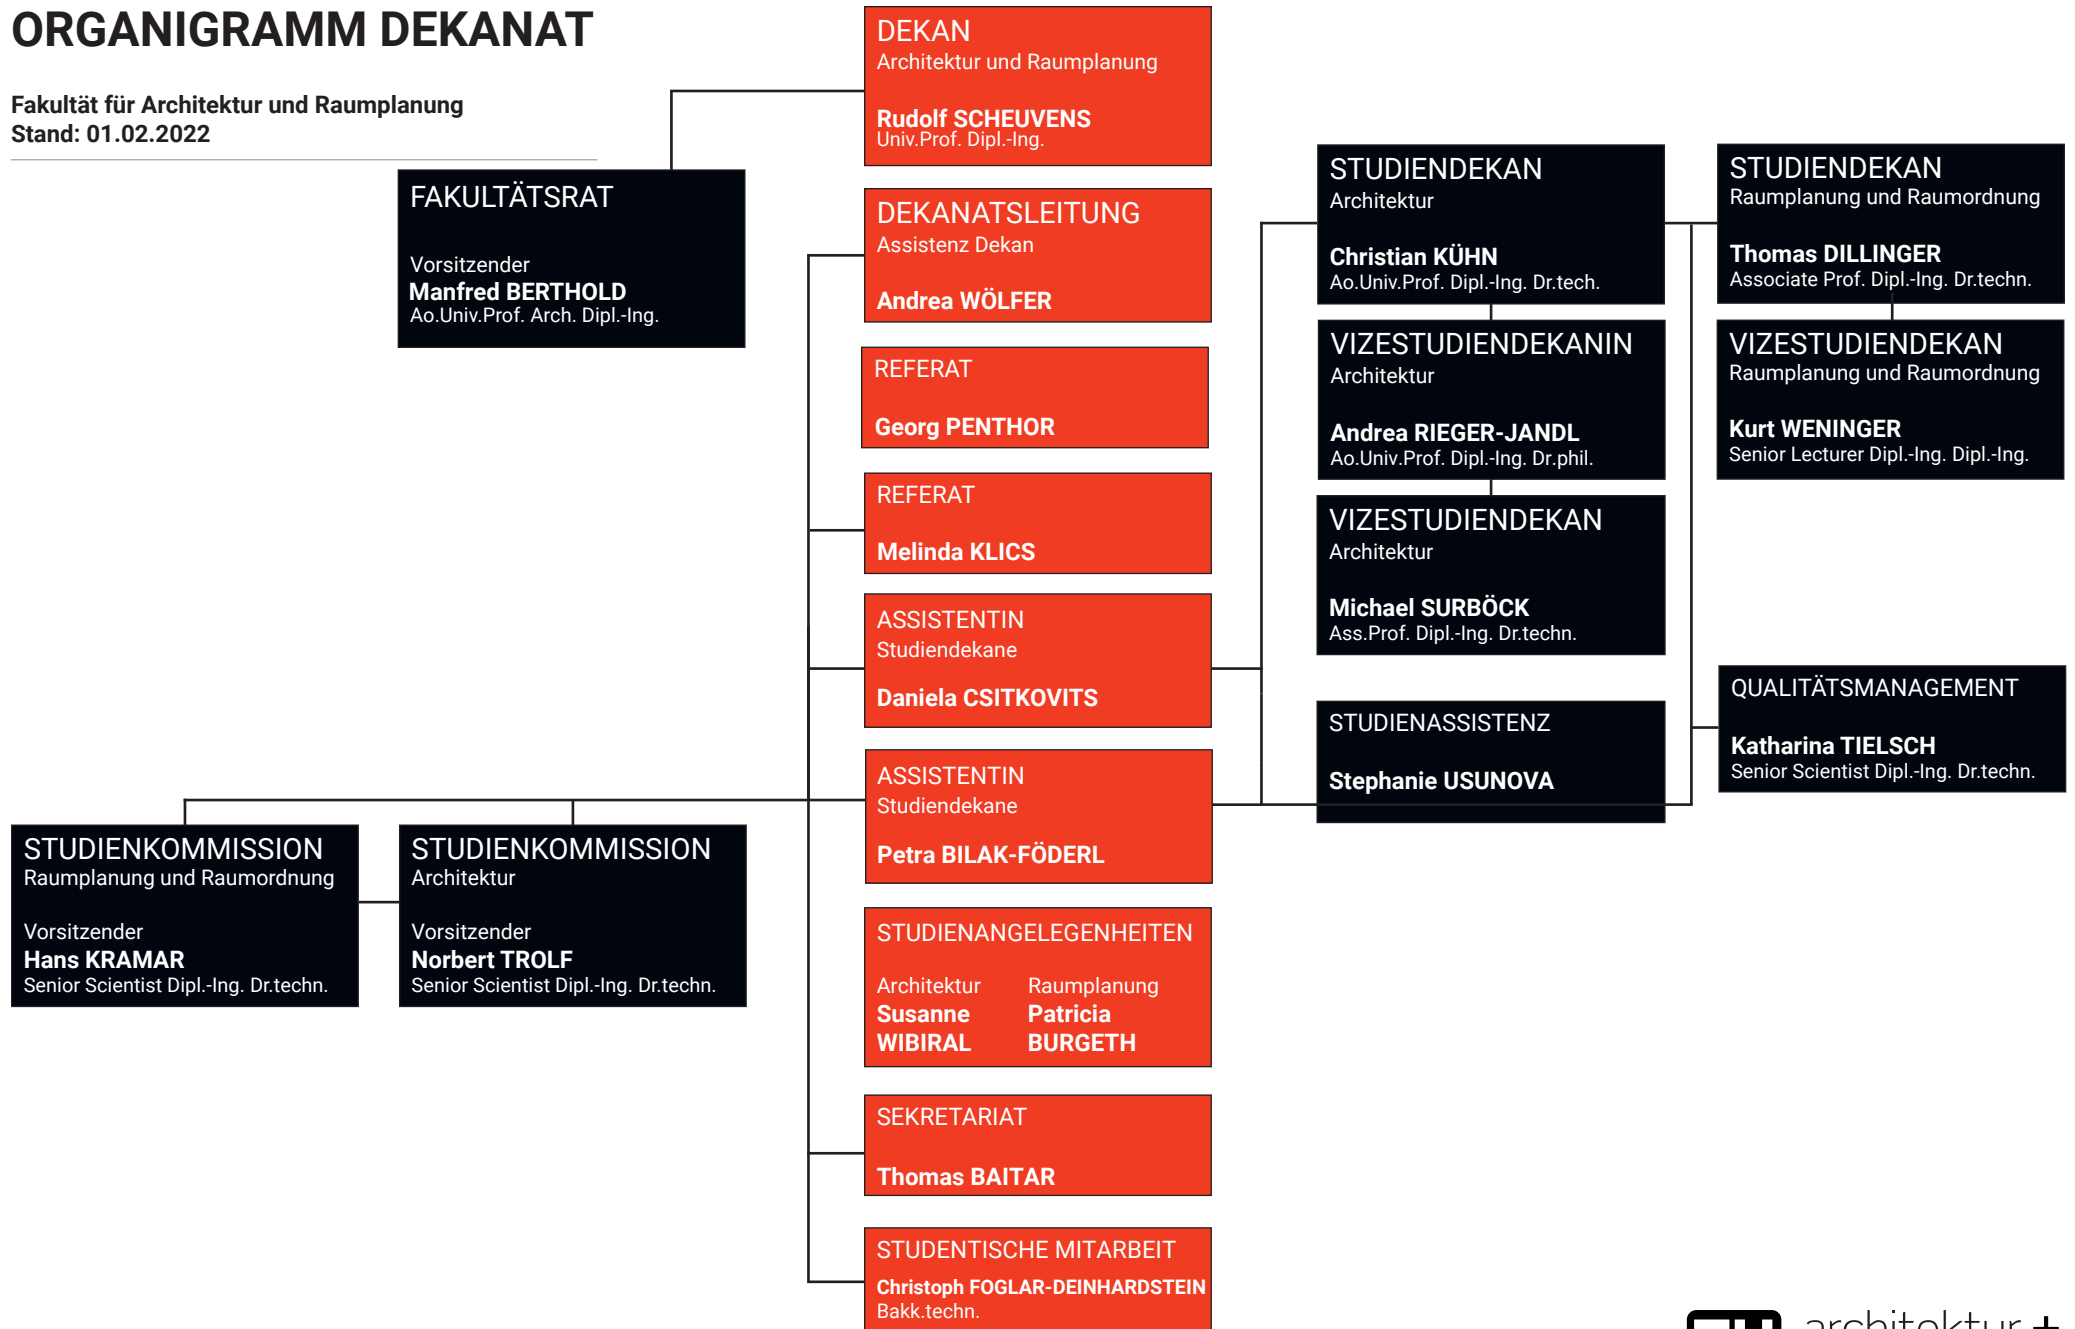 ORGANIGRAMM DEKANAT
Fakultät für Architektur und Raumplanung
Stand: 01.02.2022
DEKAN
Architektur und Raumplanung
Rudolf SCHEUVENS
Univ.Prof. Dipl.-Ing.
FAKULTÄTSRAT
Vorsitzender
Manfred BERTHOLD
Ao.Univ.Prof. Arch. Dipl.-Ing.
DEKANATSLEITUNG
Assistenz Dekan
Andrea WÖLFER
REFERAT
Georg PENTHOR
REFERAT
Melinda KLICS
ASSISTENTIN
Studiendekane
Daniela CSITKOVITS
ASSISTENTIN
Studiendekane
Petra BILAK-FÖDERL
STUDIENANGELEGENHEITEN
Architektur Raumplanung
Susanne Patricia
WIBIRAL BURGETH
SEKRETARIAT
Thomas BAITAR
STUDENTISCHE MITARBEIT
Christoph FOGLAR-DEINHARDSTEIN
Bakk.techn.
STUDIENDEKAN
Architektur
Christian KÜHN
Ao.Univ.Prof. Dipl.-Ing. Dr.tech.
VIZESTUDIENDEKANIN
Architektur
Andrea RIEGER-JANDL
Ao.Univ.Prof. Dipl.-Ing. Dr.phil.
VIZESTUDIENDEKAN
Architektur
Michael SURBÖCK
Ass.Prof. Dipl.-Ing. Dr.techn.
STUDIENASSISTENZ
Stephanie USUNOVA
STUDIENDEKAN
Raumplanung und Raumordnung
Thomas DILLINGER
Associate Prof. Dipl.-Ing. Dr.techn.
VIZESTUDIENDEKAN
Raumplanung und Raumordnung
Kurt WENINGER
Senior Lecturer Dipl.-Ing. Dipl.-Ing.
QUALITÄTSMANAGEMENT
Katharina TIELSCH
Senior Scientist Dipl.-Ing. Dr.techn.
STUDIENKOMMISSION
Raumplanung und Raumordnung
Vorsitzender
Hans KRAMAR
Senior Scientist Dipl.-Ing. Dr.techn.
STUDIENKOMMISSION
Architektur
Vorsitzender
Norbert TROLF
Senior Scientist Dipl.-Ing. Dr.techn.
architektur +